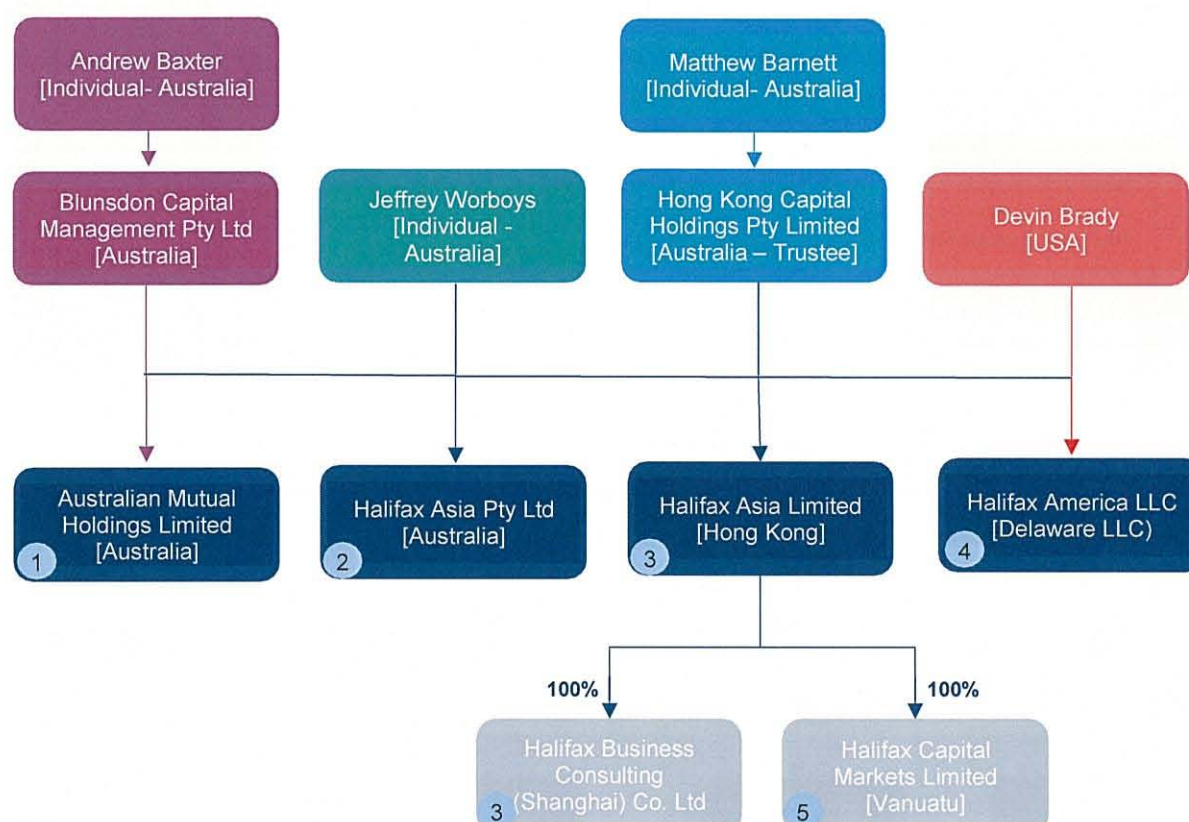 Andrew Baxter
[Individual- Australia]
Matthew Barnett
[Individual- Australia]
Blunsdon Capital
Management Pty Ltd
[Australia]
Jeffrey Worboys
[Individual -
Australia]
Hong Kong Capital
Holdings Pty Limited
[Australia – Trustee]
Devin Brady
[USA]
Australian Mutual
Holdings Limited
[Australia]
1
Halifax Asia Pty Ltd
[Australia]
2
Halifax Asia Limited
[Hong Kong]
3
Halifax America LLC
[Delaware LLC)
4
100%
100%
Halifax Business
Consulting
(Shanghai) Co. Ltd
3
Halifax Capital
Markets Limited
[Vanuatu]
5